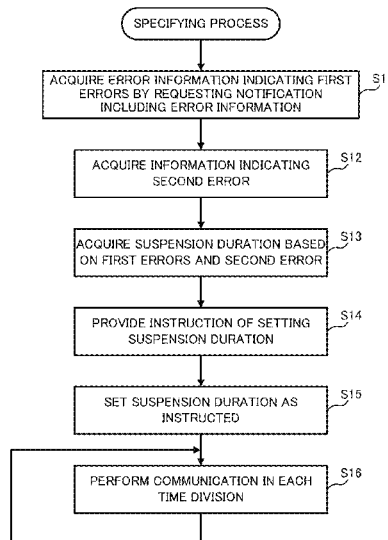 SPECIFYING PROCESS
S1
ACQUIRE ERROR INFORMATION INDICATING FIRST
ERRORS BY REQUESTING NOTIFICATION
INCLUDING ERROR INFORMATION
S12
ACQUIRE INFORMATION INDICATING
SECOND ERROR
S13
ACQUIRE SUSPENSION DURATION BASED
ON FIRST ERRORS AND SECOND ERROR
S14
PROVIDE INSTRUCTION OF SETTING
SUSPENSION DURATION
S15
SET SUSPENSION DURATION AS
INSTRUCTED
S16
PERFORM COMMUNICATION IN EACH
TIME DIVISION